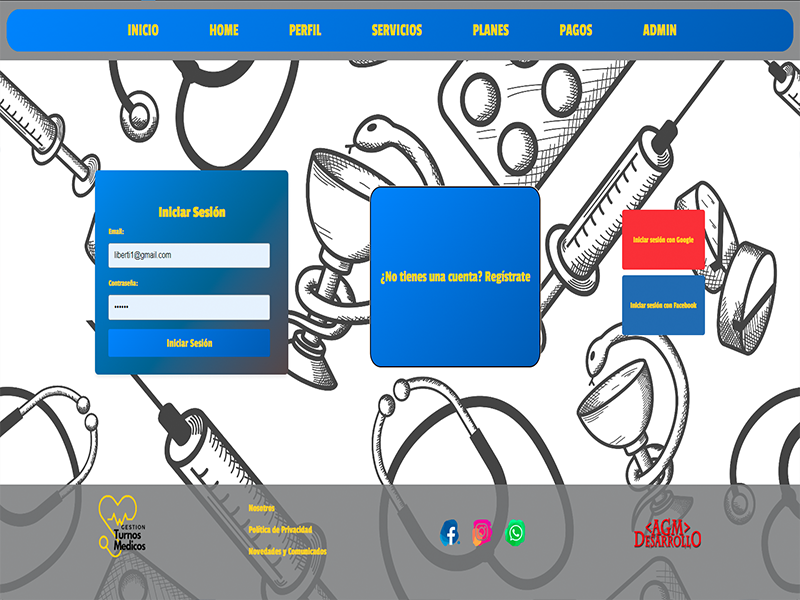 INICIO HOME PERFIL SERVICIOS PLANES PAGOS ADMIN
Iniciar Sesión
Email:
liberti1@gmail.com
Contraseña:
••••••
Iniciar Sesión
¿No tienes una cuenta? Regístrate
Iniciar sesión con Google
Iniciar sesión con Facebook
GESTION
Turnos
Medicos
Nosotros
Política de Privacidad
Novedades y Comunicados
<AGM>
DESARROLLO